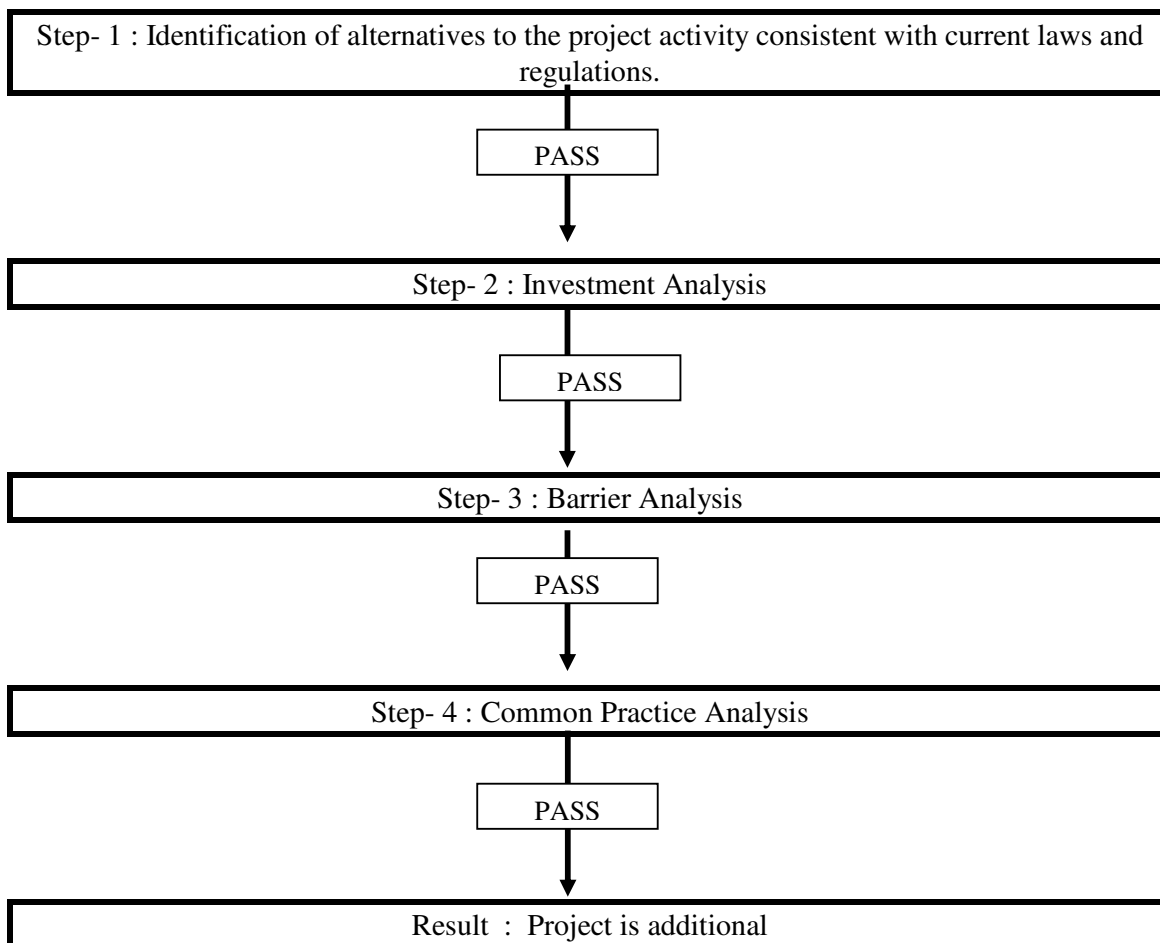 Step- 1 : Identification of alternatives to the project activity consistent with current laws and
regulations.
PASS
Step- 2 : Investment Analysis
PASS
Step- 3 : Barrier Analysis
PASS
Step- 4 : Common Practice Analysis
PASS
Result : Project is additional